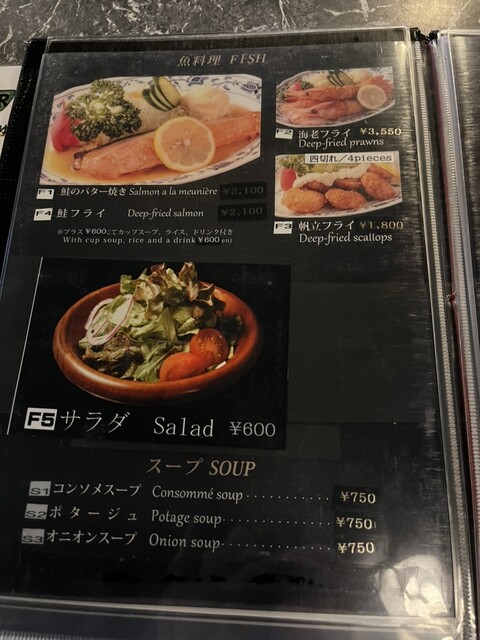 魚料理 FISH
F1 鮭のバター焼き Salmon a la meunière ¥2,100
F4 鮭フライ Deep-fried salmon ¥2,100
※プラス¥600にてカップスープ、ライス、ドリンク付き
With cup soup, rice and a drink ¥600
F2 海老フライ ¥3,550
Deep-fried prawns
四切れ/4pieces
F3 帆立フライ ¥1,800
Deep-fried scallops
F5 サラダ Salad ¥600
スープ SOUP
S1 コンソメスープ Consommé soup ¥750
S2 ポタージュ Potage soup ¥750
S3 オニオンスープ Onion soup ¥750